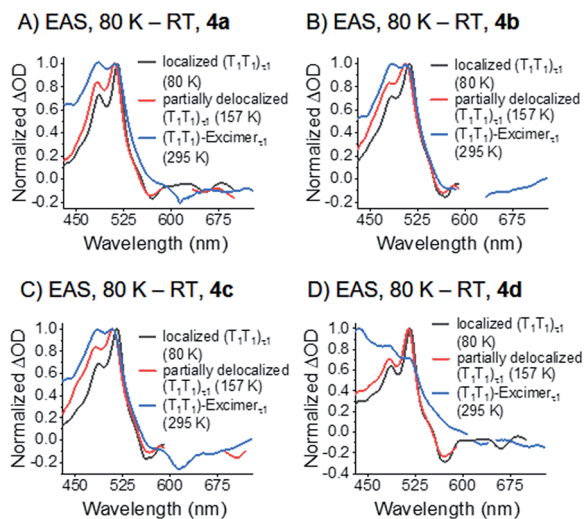 A) EAS, 80 K – RT, 4a
Normalized ΔOD
1.0
0.8
0.6
0.4
0.2
0.0
-0.2
localized (T₁T₁)τ1
(80 K)
partially delocalized
(T₁T₁)τ1 (157 K)
(T₁T₁)-Excimerτ1
(295 K)
450 525 600 675
Wavelength (nm)
B) EAS, 80 K – RT, 4b
Normalized ΔOD
1.0
0.8
0.6
0.4
0.2
0.0
-0.2
localized (T₁T₁)τ1
(80 K)
partially delocalized
(T₁T₁)τ1 (157 K)
(T₁T₁)-Excimerτ1
(295 K)
450 525 600 675
Wavelength (nm)
C) EAS, 80 K – RT, 4c
Normalized ΔOD
1.0
0.8
0.6
0.4
0.2
0.0
-0.2
localized (T₁T₁)τ1
(80 K)
partially delocalized
(T₁T₁)τ1 (157 K)
(T₁T₁)-Excimerτ1
(295 K)
450 525 600 675
Wavelength (nm)
D) EAS, 80 K – RT, 4d
Normalized ΔOD
1.0
0.8
0.6
0.4
0.2
0.0
-0.2
-0.4
localized (T₁T₁)τ1
(80 K)
partially delocalized
(T₁T₁)τ1 (157 K)
(T₁T₁)-Excimerτ1
(295 K)
450 525 600 675
Wavelength (nm)